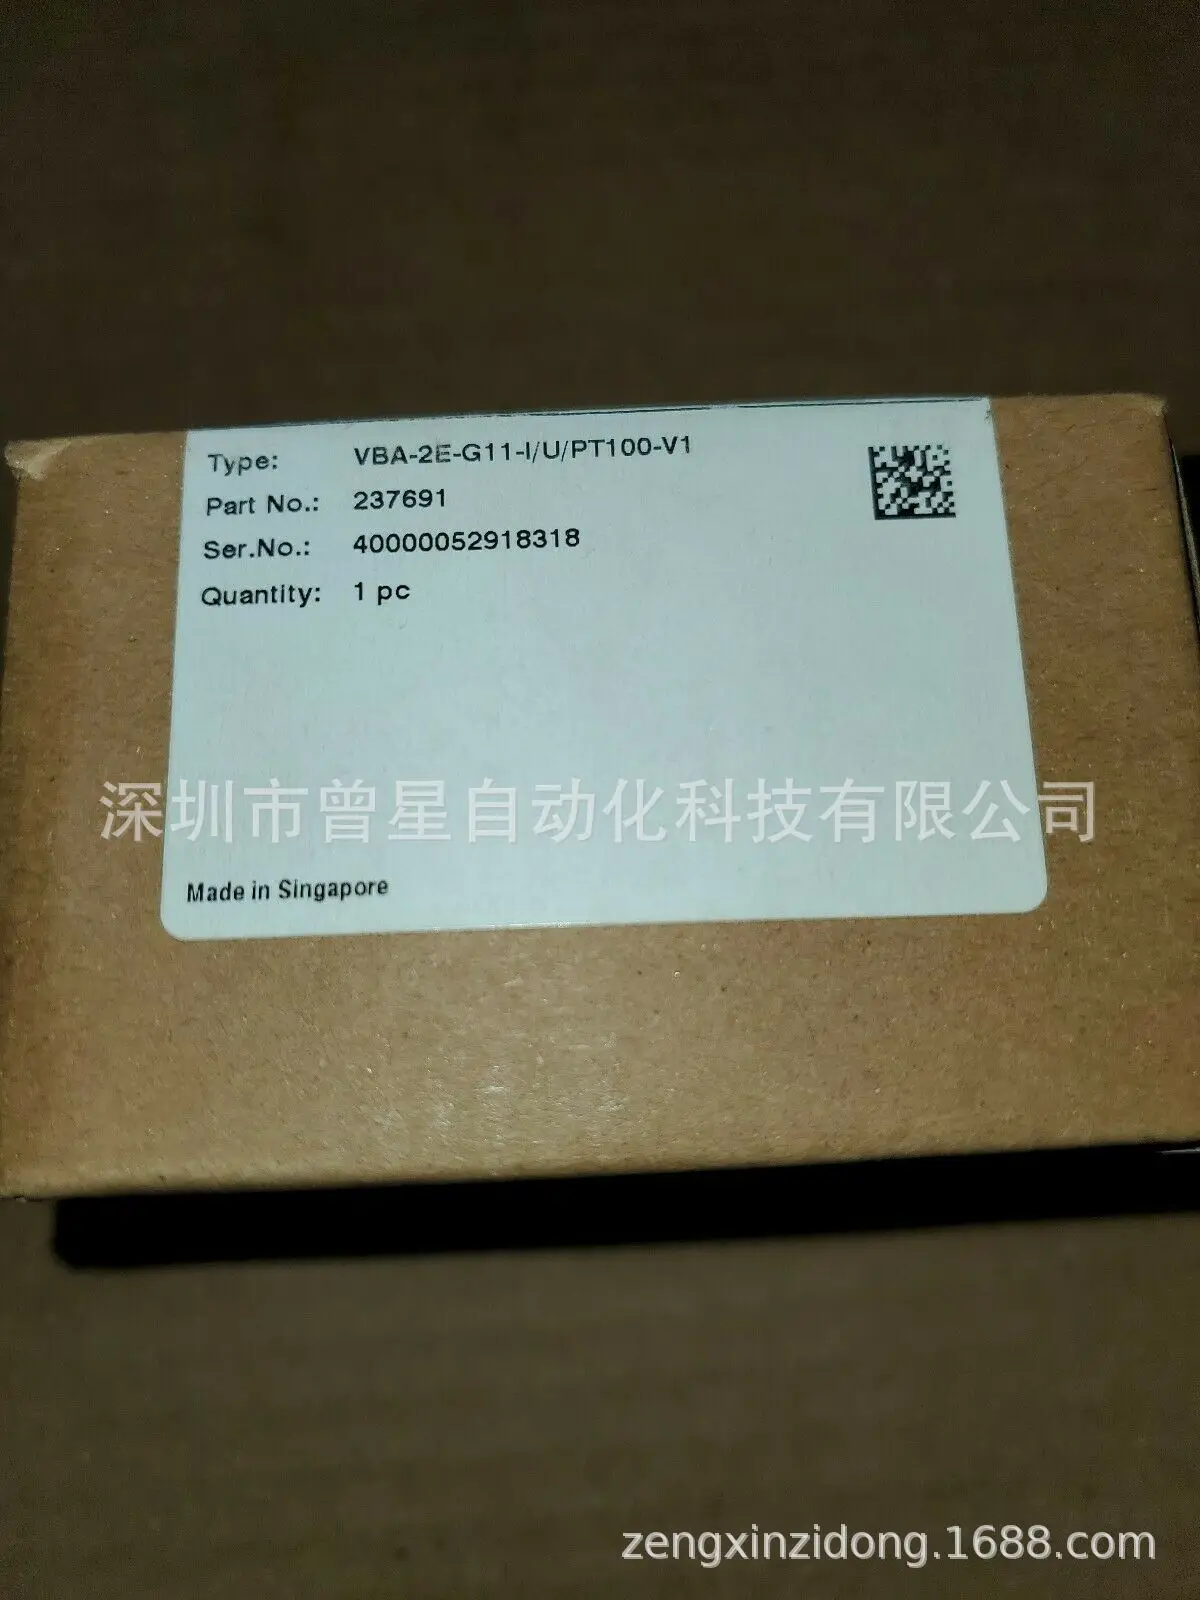 Type: VBA-2E-G11-I/U/PT100-V1
Part No.: 237691
Ser.No.: 40000052918318
Quantity: 1 pc
深圳市曾星自动化科技有限公司
Made in Singapore
zengxinzidong.1688.com